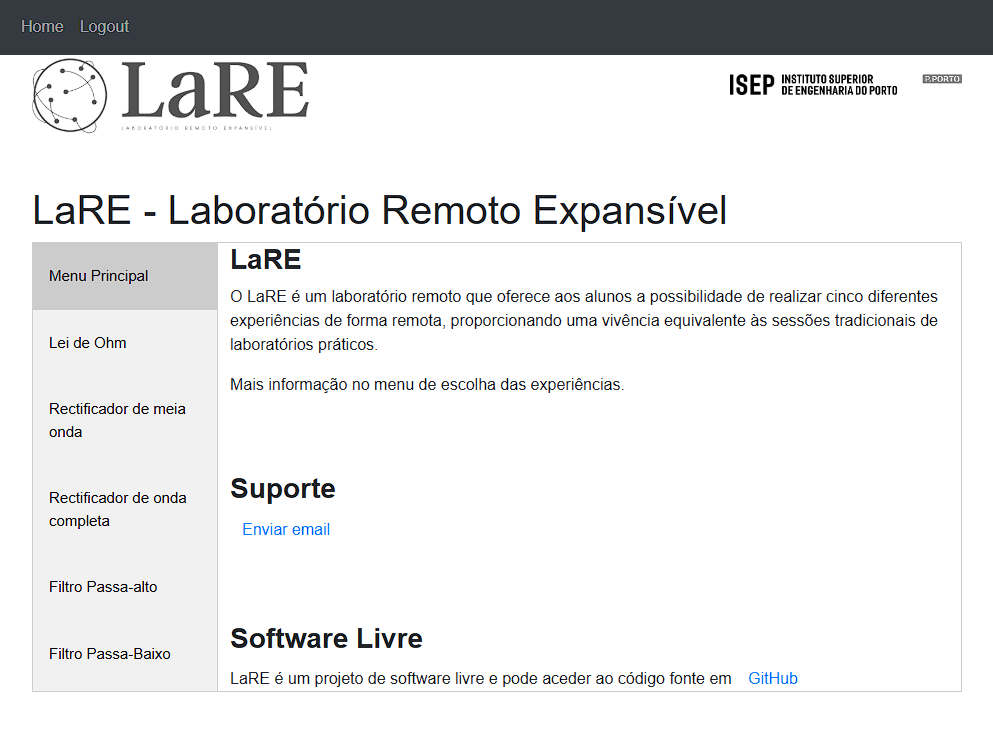 Home Logout
LaRE
LABORATÓRIO REMOTO EXPANSÍVEL
ISEP INSTITUTO SUPERIOR
DE ENGENHARIA DO PORTO
P.PORTO
LaRE - Laboratório Remoto Expansível
Menu Principal
Lei de Ohm
Rectificador de meia
onda
Rectificador de onda
completa
Filtro Passa-alto
Filtro Passa-Baixo
LaRE
O LaRE é um laboratório remoto que oferece aos alunos a possibilidade de realizar cinco diferentes
experiências de forma remota, proporcionando uma vivência equivalente às sessões tradicionais de
laboratórios práticos.
Mais informação no menu de escolha das experiências.
Suporte
Enviar email
Software Livre
LaRE é um projeto de software livre e pode aceder ao código fonte em GitHub